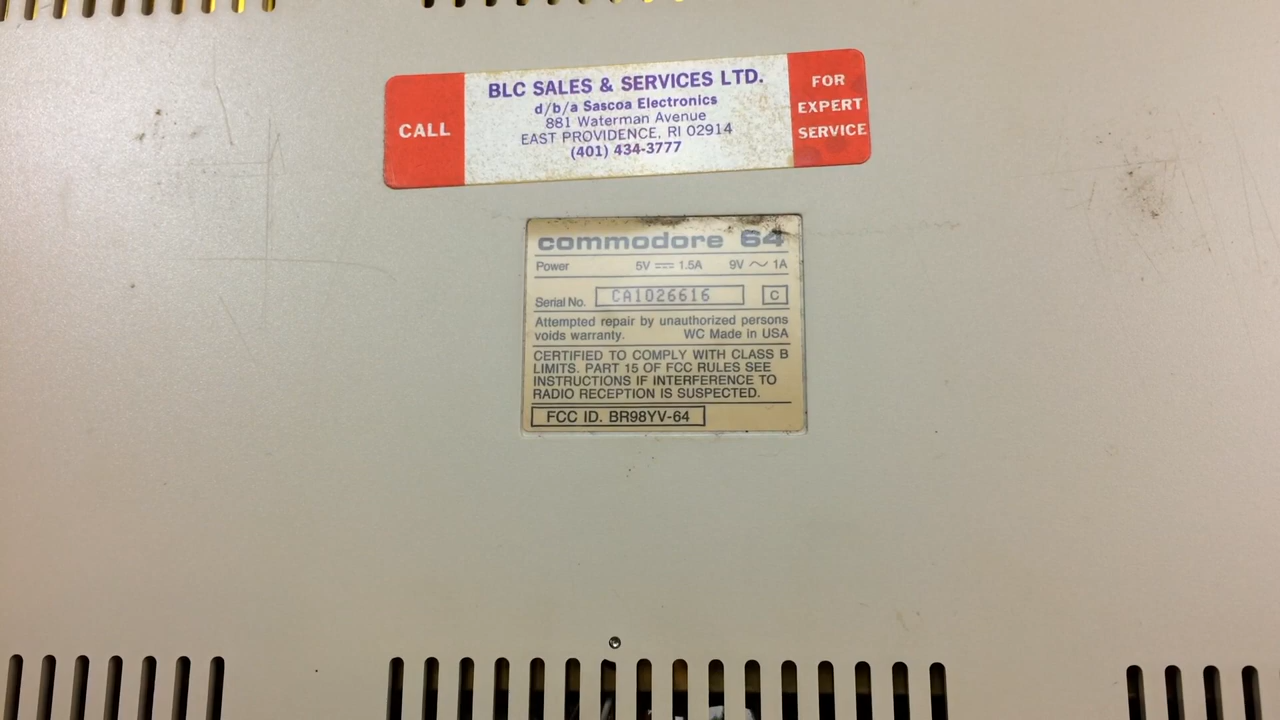 CALL
BLC SALES & SERVICES LTD.
d/b/a Sascoa Electronics
881 Waterman Avenue
EAST PROVIDENCE, RI 02914
(401) 434-3777
FOR
EXPERT
SERVICE
commodore 64
Power 5V ⎓ 1.5A 9V ～ 1A
Serial No. CA1026616 C
Attempted repair by unauthorized persons
voids warranty. WC Made in USA
CERTIFIED TO COMPLY WITH CLASS B
LIMITS. PART 15 OF FCC RULES SEE
INSTRUCTIONS IF INTERFERENCE TO
RADIO RECEPTION IS SUSPECTED.
FCC ID. BR98YV-64